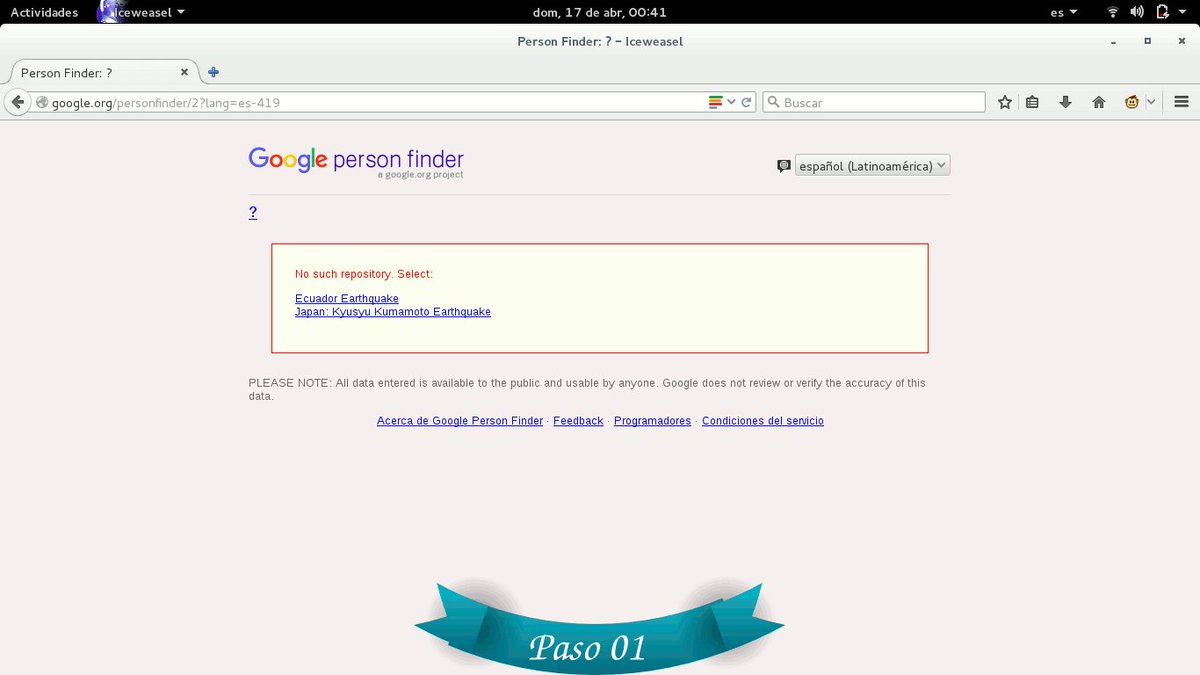 Actividades Iceweasel dom, 17 de abr, 00:41 es
Person Finder: ? – Iceweasel
Person Finder: ?
google.org/personfinder/2?lang=es-419 Buscar
Google person finder
a google.org project
español (Latinoamérica)
?
No such repository. Select:
Ecuador Earthquake
Japan: Kyusyu Kumamoto Earthquake
PLEASE NOTE: All data entered is available to the public and usable by anyone. Google does not review or verify the accuracy of this
data.
Acerca de Google Person Finder · Feedback · Programadores · Condiciones del servicio
Paso 01